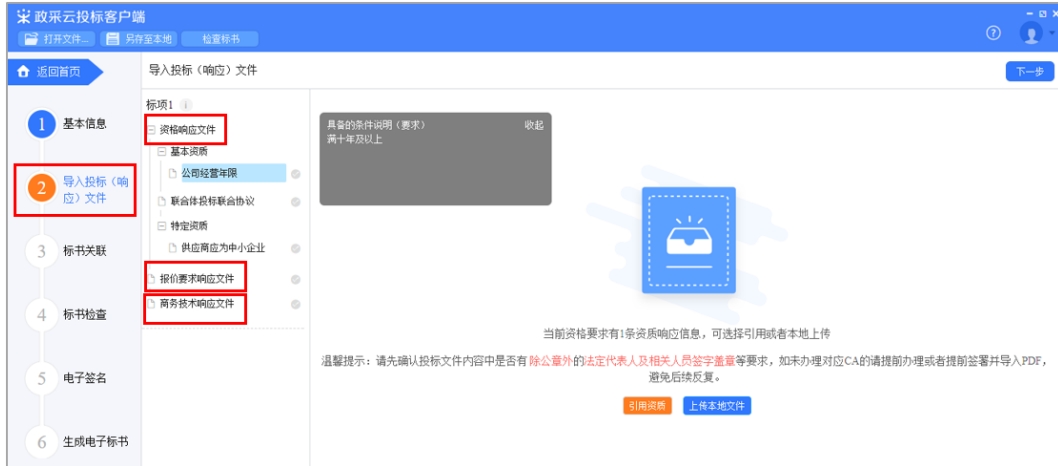 政采云投标客户端
打开文件... 另存至本地 检查标书
返回首页
导入投标（响应）文件
下一步
1 基本信息
2 导入投标（响
应）文件
3 标书关联
4 标书检查
5 电子签名
6 生成电子标书
标项1
资格响应文件
基本资质
公司经营年限
联合体投标联合协议
特定资质
供应商应为中小企业
报价要求响应文件
商务技术响应文件
具备的条件说明（要求） 收起
满十年及以上
当前资格要求有1条资质响应信息，可选择引用或者本地上传
温馨提示：请先确认投标文件内容中是否有除公章外的法定代表人及相关人员签字盖章等要求，如未办理对应CA的请提前办理或者提前签署并导入PDF，
避免后续反复。
引用资质 上传本地文件